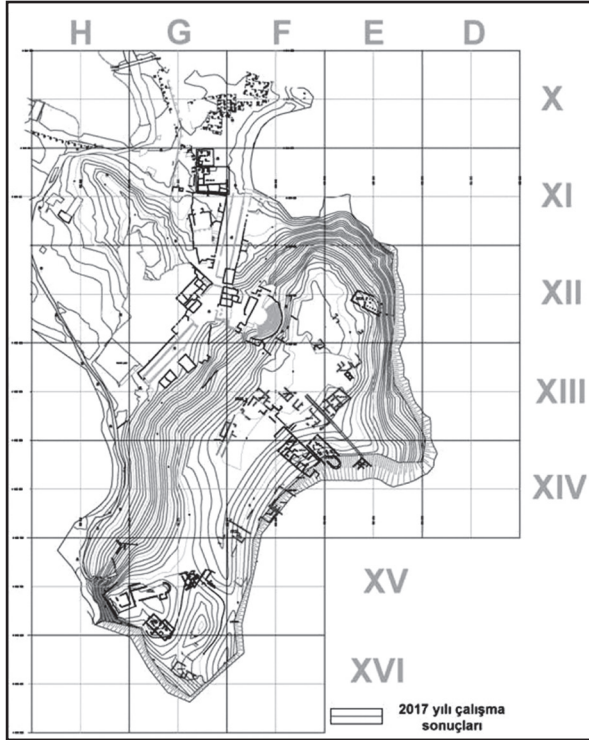 H G F E D
X
XI
XII
XIII
XIV
XV
XVI
2017 yılı çalışma
sonuçları